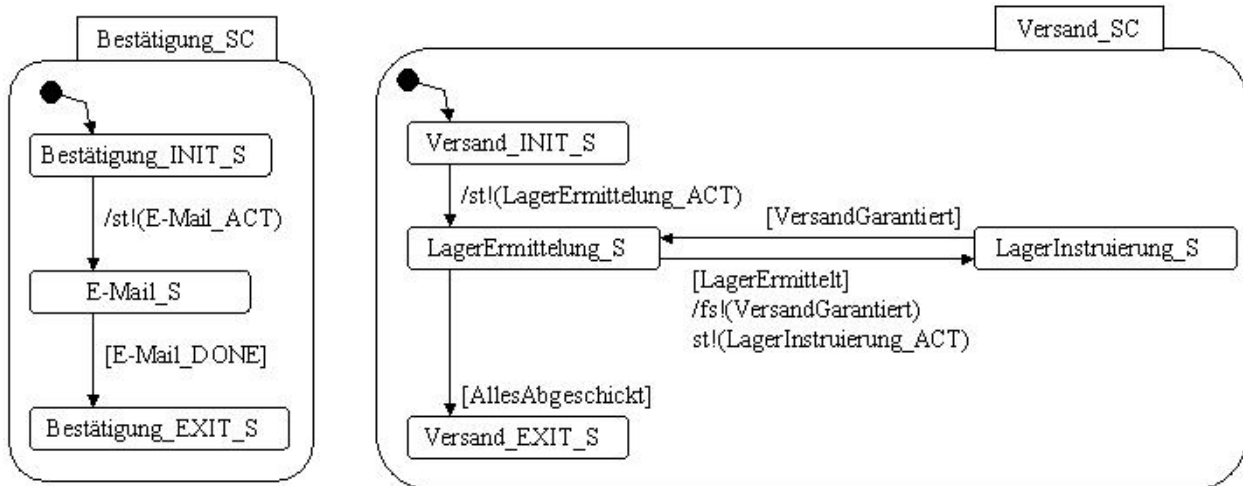 Bestätigung_SC
Bestätigung_INIT_S
/st!(E-Mail_ACT)
E-Mail_S
[E-Mail_DONE]
Bestätigung_EXIT_S
Versand_SC
Versand_INIT_S
/st!(LagerErmittelung_ACT)
[VersandGarantiert]
LagerErmittelung_S
LagerInstruierung_S
[LagerErmittelt]
/fs!(VersandGarantiert)
st!(LagerInstruierung_ACT)
[AllesAbgeschickt]
Versand_EXIT_S